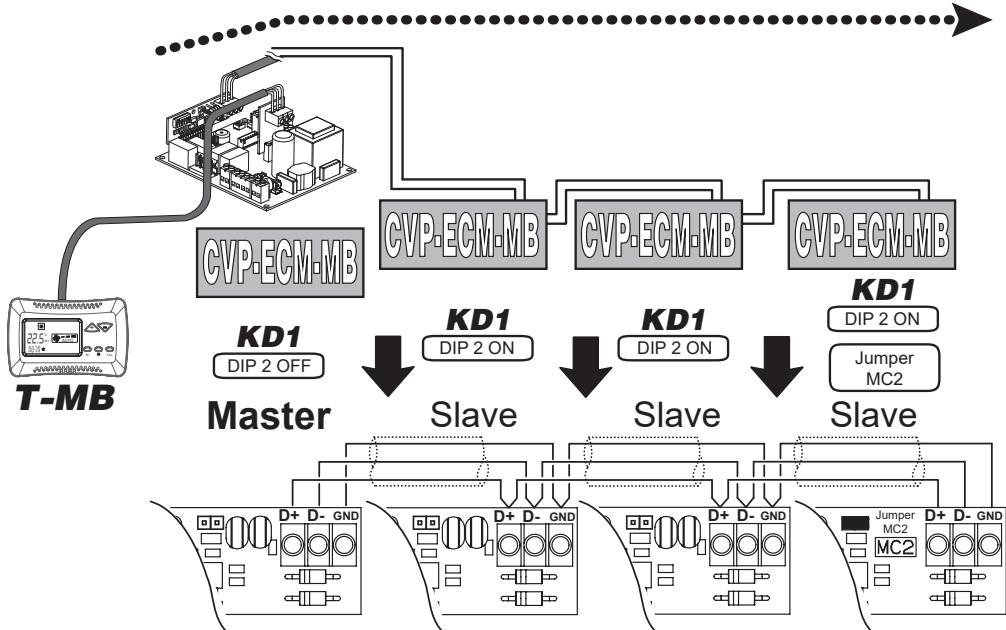 CVP-ECM-MB
CVP-ECM-MB
CVP-ECM-MB
CVP-ECM-MB
KD1
DIP 2 OFF
KD1
DIP 2 ON
KD1
DIP 2 ON
KD1
DIP 2 ON
Jumper
MC2
22.5
T-MB
Master
Slave
Slave
Slave
D+ D- GND
D+ D- GND
D+ D- GND
Jumper
MC2
MC2
D+ D- GND